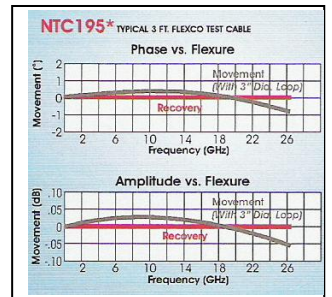 NTC195* TYPICAL 3 FT. FLEXCO TEST CABLE
Phase vs. Flexure
Movement (°)
2
1
0
-1
-2
Movement
(With 3" Dia. Loop)
Recovery
2 6 10 14 18 22 26
Frequency (GHz)
Amplitude vs. Flexure
Movement (dB)
.10
.05
0
-.05
-.10
Movement
(With 3" Dia. Loop)
Recovery
2 6 10 14 18 22 26
Frequency (GHz)